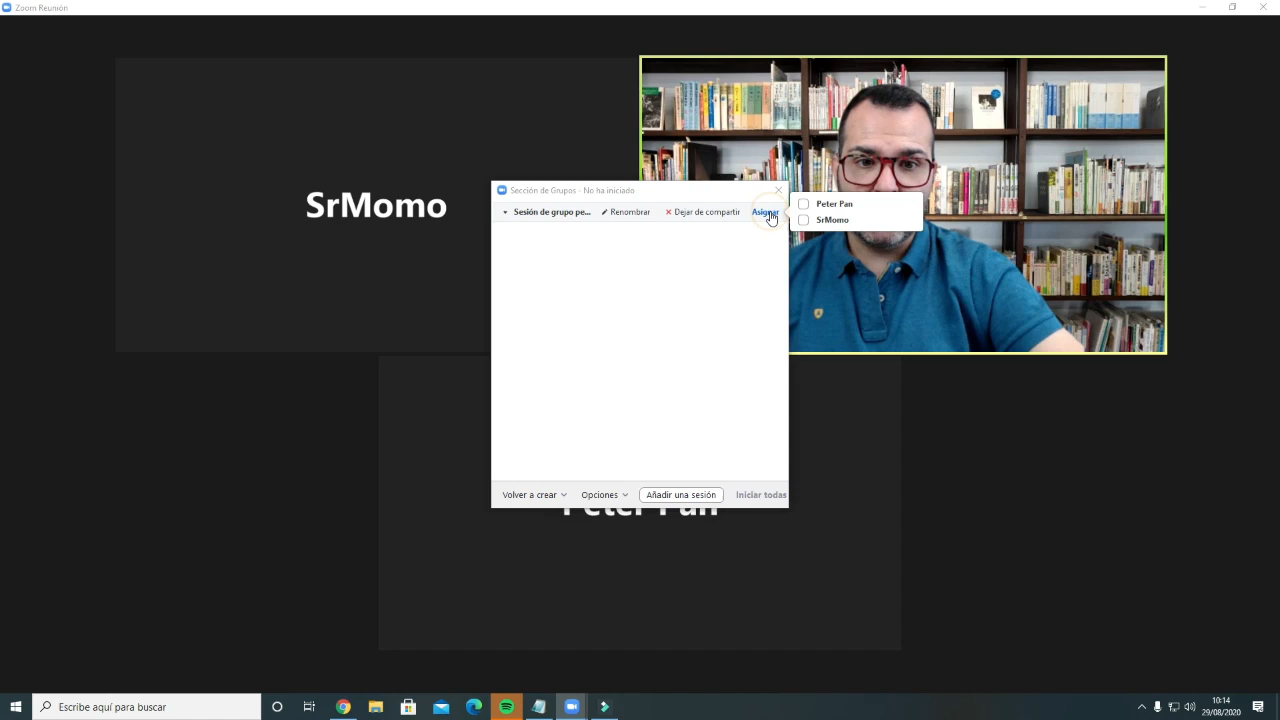 Zoom Reunión
SrMomo
Sección de Grupos - No ha iniciado
Sesión de grupo pe... Renombrar Dejar de compartir Asignar
Peter Pan
SrMomo
Volver a crear Opciones Añadir una sesión Iniciar todas
Peter Pan
Escribe aquí para buscar
10:14
29/08/2020